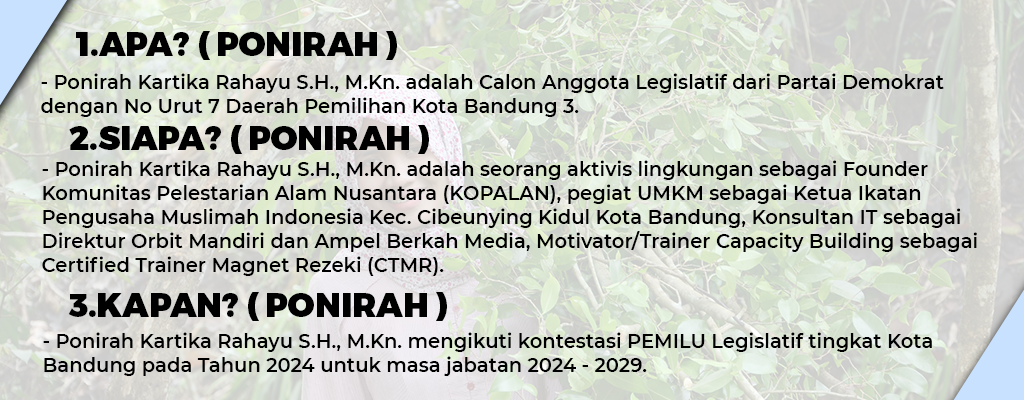 1.APA? ( PONIRAH )
- Ponirah Kartika Rahayu S.H., M.Kn. adalah Calon Anggota Legislatif dari Partai Demokrat
dengan No Urut 7 Daerah Pemilihan Kota Bandung 3.
2.SIAPA? ( PONIRAH )
- Ponirah Kartika Rahayu S.H., M.Kn. adalah seorang aktivis lingkungan sebagai Founder
Komunitas Pelestarian Alam Nusantara (KOPALAN), pegiat UMKM sebagai Ketua Ikatan
Pengusaha Muslimah Indonesia Kec. Cibeunying Kidul Kota Bandung, Konsultan IT sebagai
Direktur Orbit Mandiri dan Ampel Berkah Media, Motivator/Trainer Capacity Building sebagai
Certified Trainer Magnet Rezeki (CTMR).
3.KAPAN? ( PONIRAH )
- Ponirah Kartika Rahayu S.H., M.Kn. mengikuti kontestasi PEMILU Legislatif tingkat Kota
Bandung pada Tahun 2024 untuk masa jabatan 2024 - 2029.